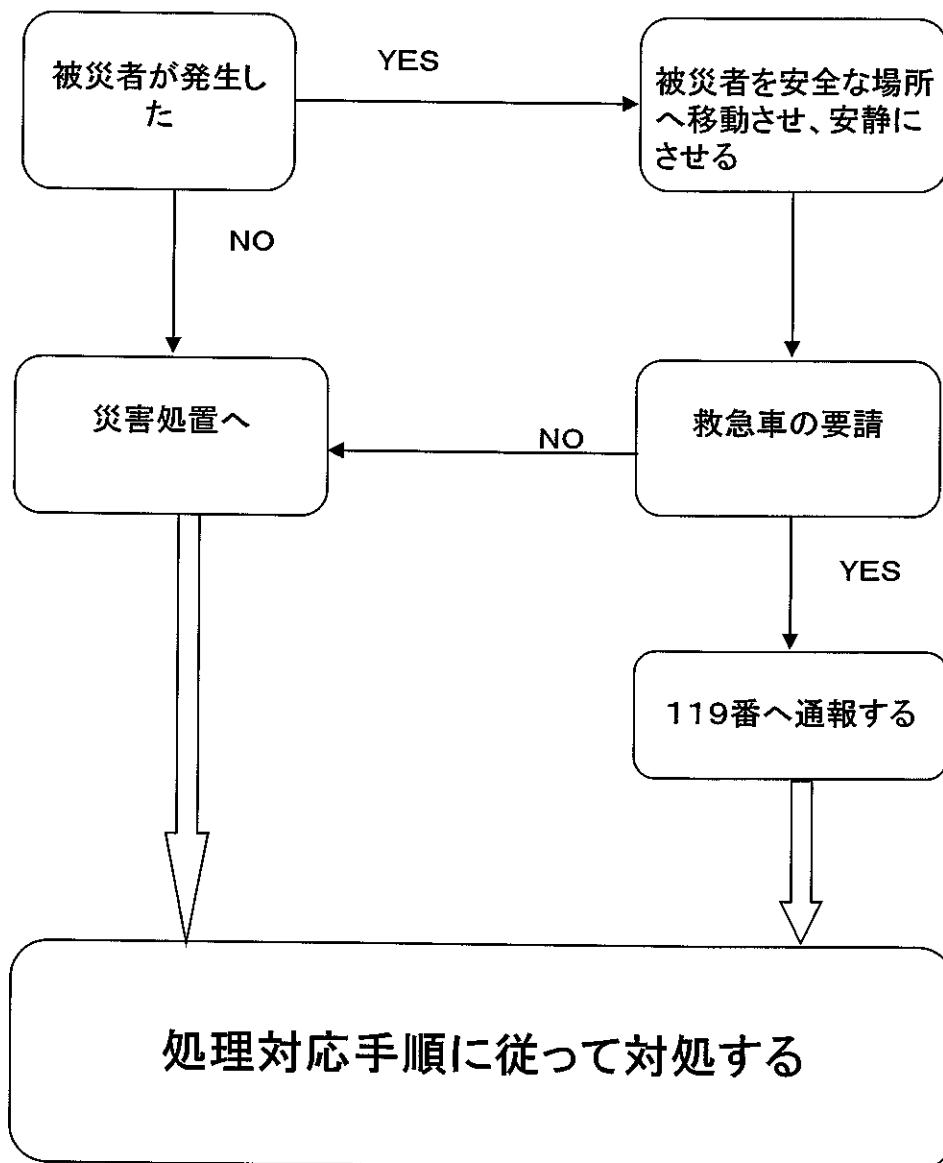 被災者が発生し
た
YES
被災者を安全な場所
へ移動させ、安静に
させる
NO
災害処置へ
NO
救急車の要請
YES
119番へ通報する
処理対応手順に従って対処する